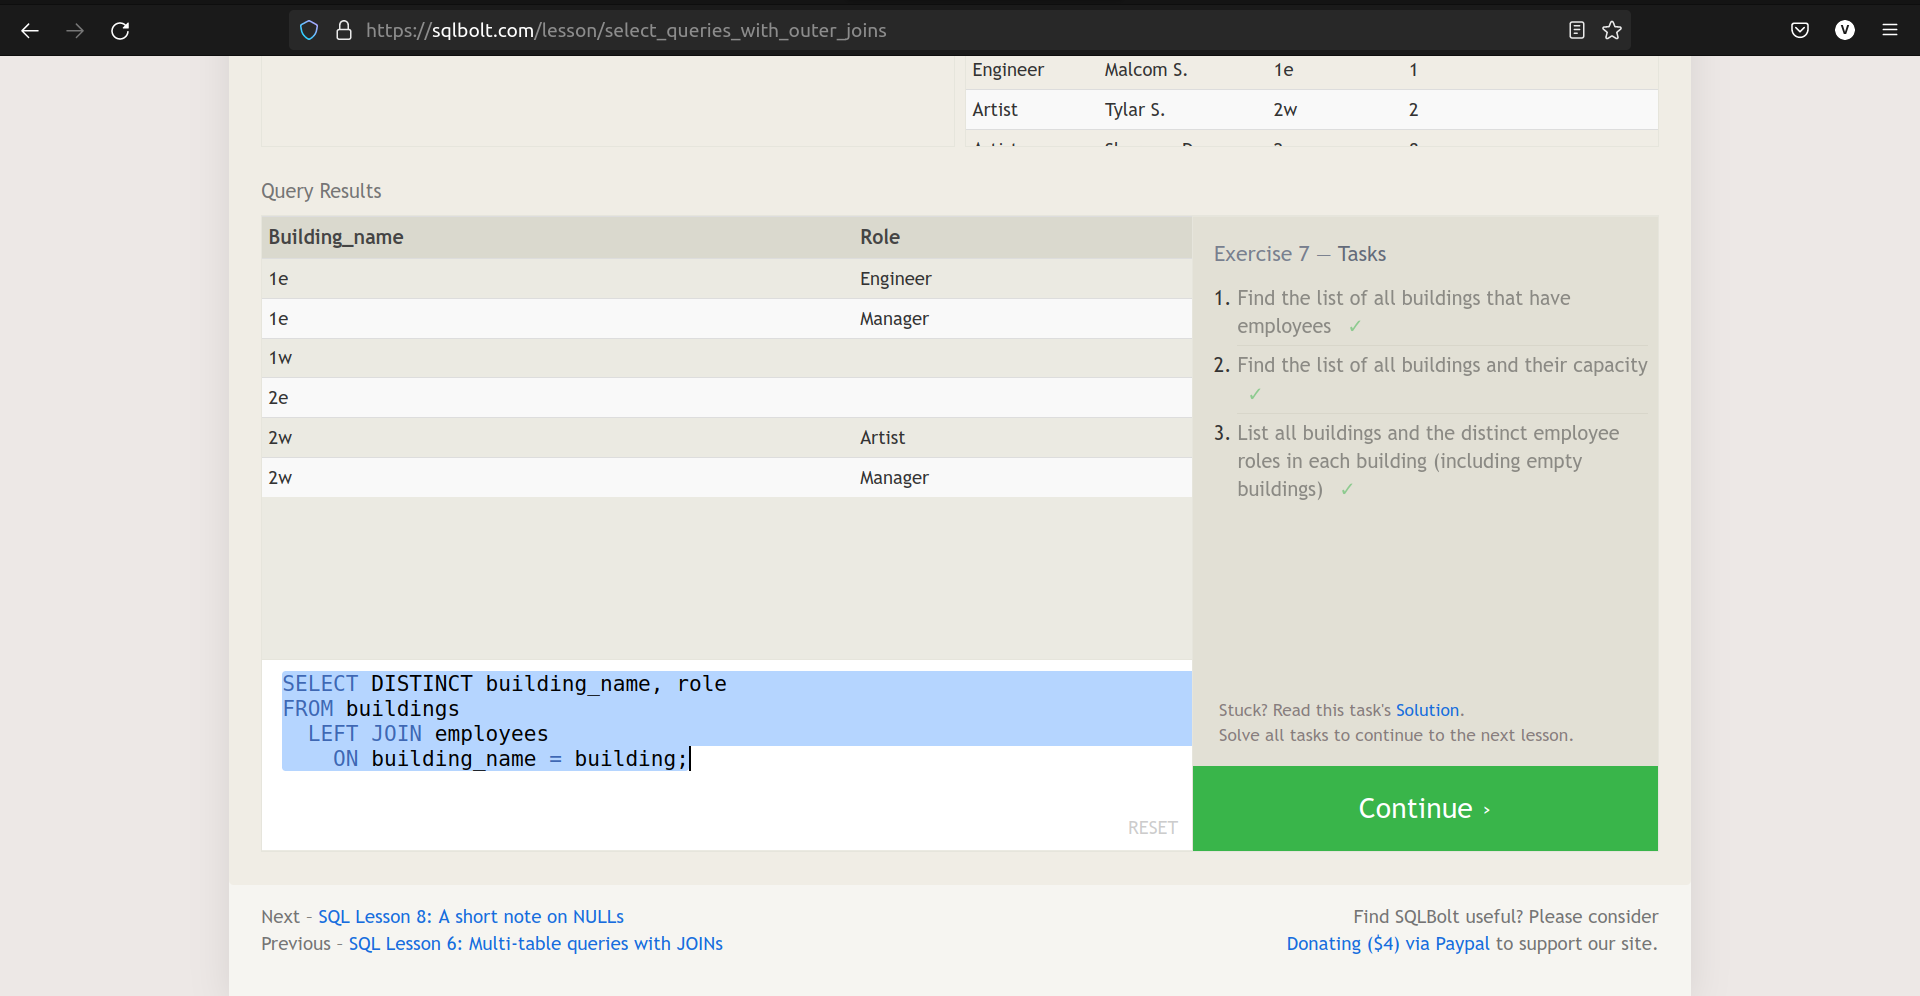 https://sqlbolt.com/lesson/select_queries_with_outer_joins
V
Engineer Malcom S. 1e 1
Artist Tylar S. 2w 2
Query Results
Building_name Role
1e Engineer
1e Manager
1w
2e
2w Artist
2w Manager
SELECT DISTINCT building_name, role
FROM buildings
LEFT JOIN employees
ON building_name = building;
RESET
Exercise 7 — Tasks
1. Find the list of all buildings that have
employees ✓
2. Find the list of all buildings and their capacity
✓
3. List all buildings and the distinct employee
roles in each building (including empty
buildings) ✓
Stuck? Read this task's Solution.
Solve all tasks to continue to the next lesson.
Continue ›
Next – SQL Lesson 8: A short note on NULLs
Previous – SQL Lesson 6: Multi-table queries with JOINs
Find SQLBolt useful? Please consider
Donating ($4) via Paypal to support our site.